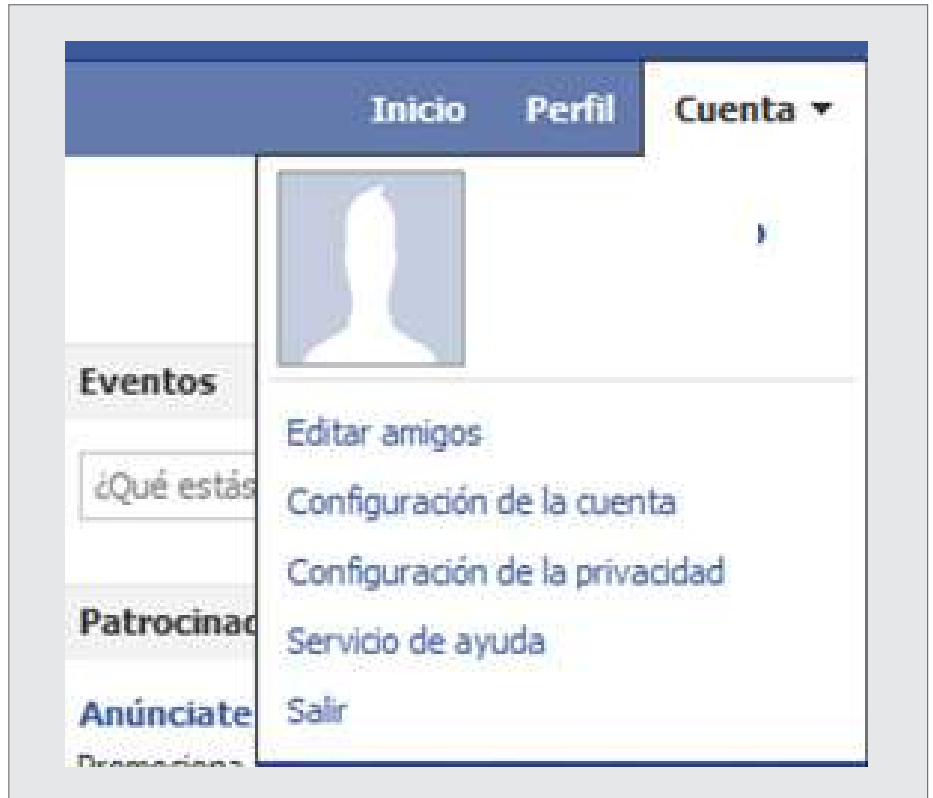 Inicio Perfil Cuenta
Eventos
¿Qué estás
Patrocinad
Anúnciate
Promociona
Editar amigos
Configuración de la cuenta
Configuración de la privacidad
Servicio de ayuda
Salir